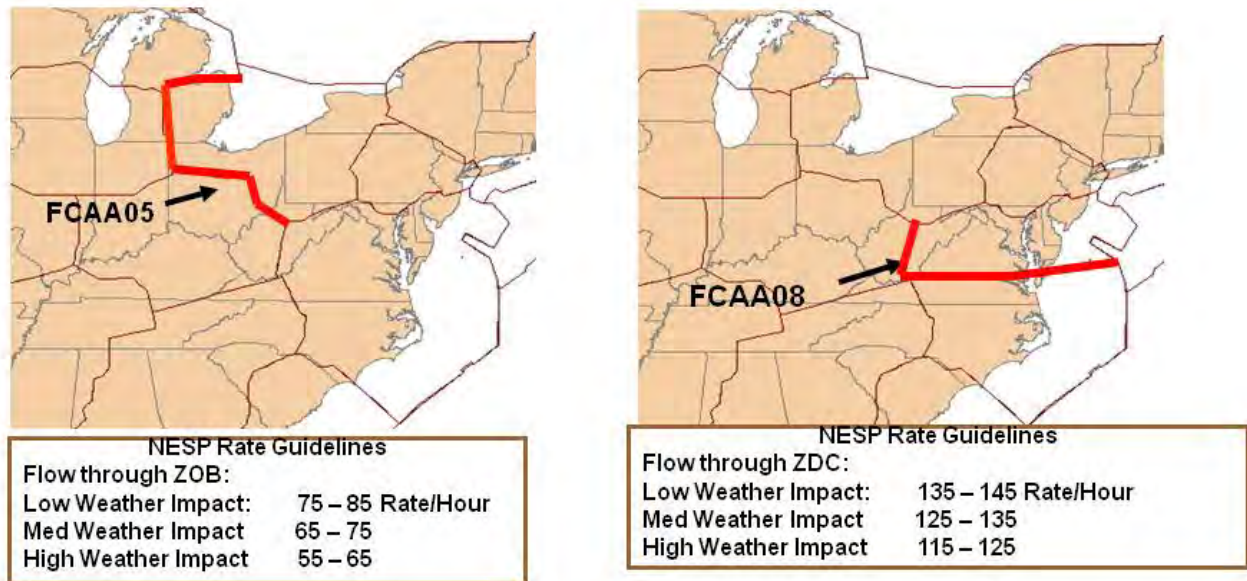 FCAA05
NESP Rate Guidelines
Flow through ZOB:
Low Weather Impact: 75 – 85 Rate/Hour
Med Weather Impact 65 – 75
High Weather Impact 55 – 65
FCAA08
NESP Rate Guidelines
Flow through ZDC:
Low Weather Impact: 135 – 145 Rate/Hour
Med Weather Impact 125 – 135
High Weather Impact 115 – 125